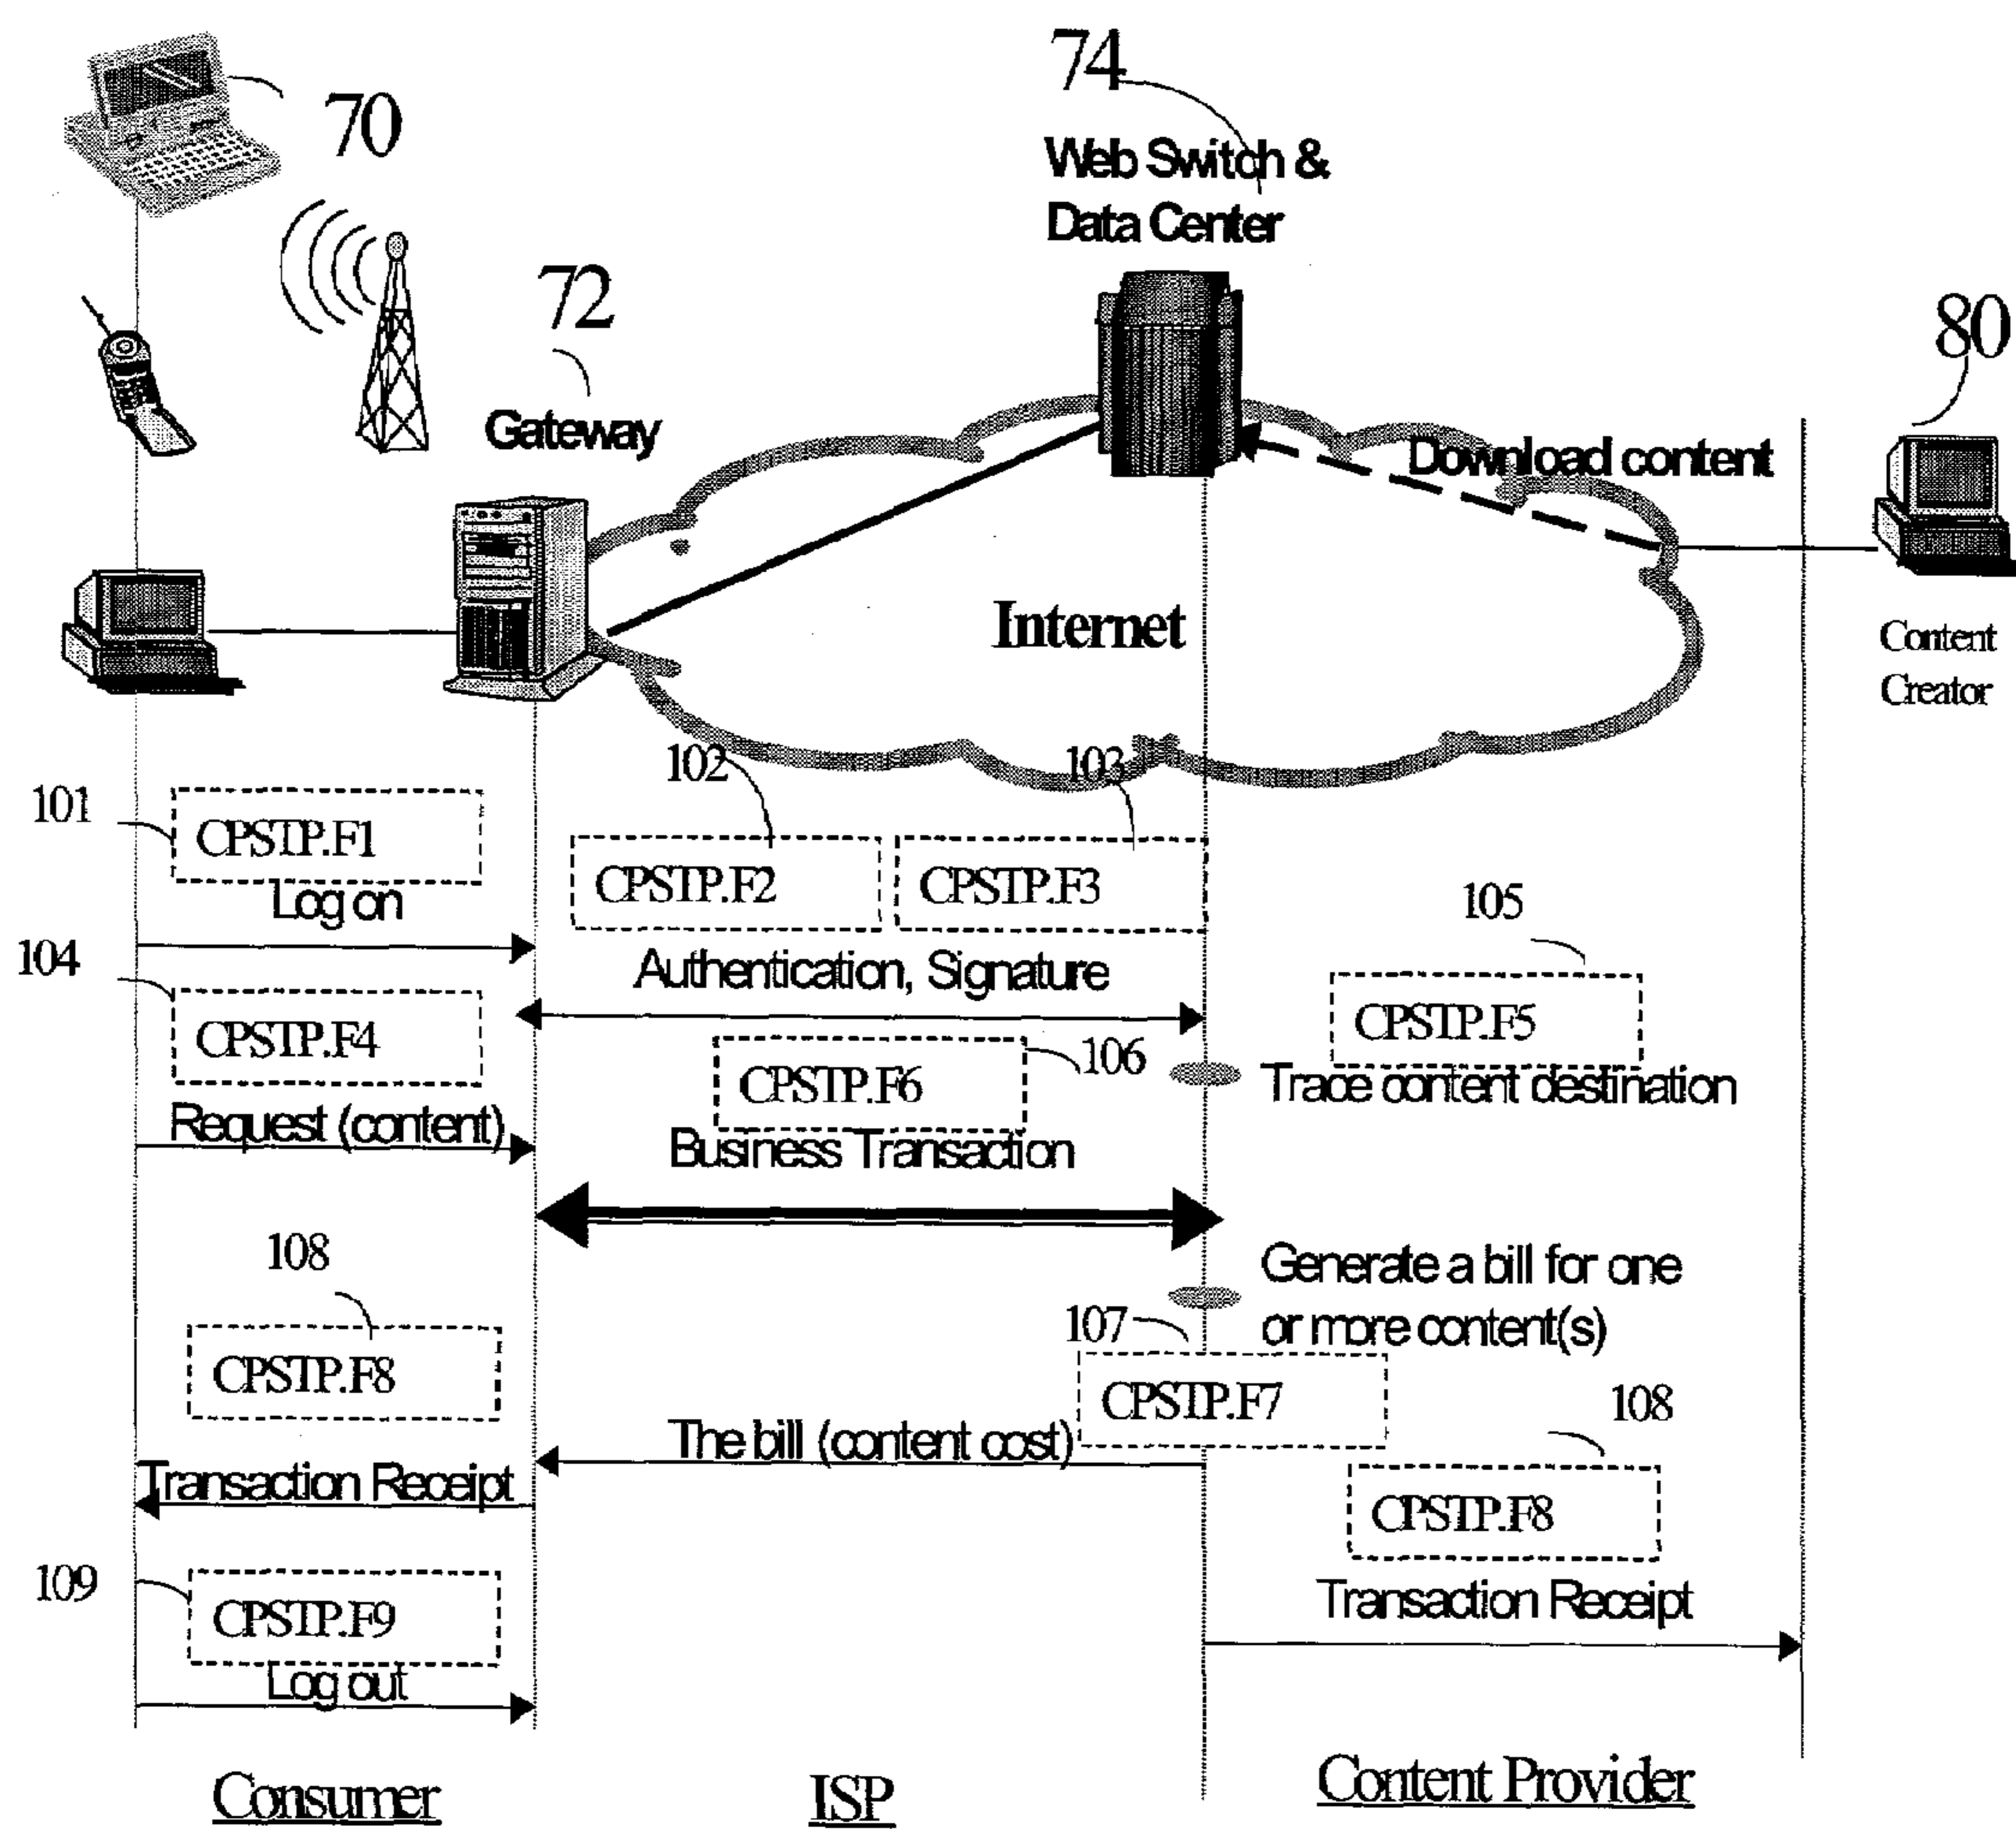 74
70
Web Switch &
Data Center
72
80
Gateway
Download content
Internet
Content
Creator
102
103
101
CPSTP.F1
CPSTP.F2
CPSTP.F3
Log on
105
104
Authentication, Signature
CPSTP.F4
CPSTP.F5
106
CPSTP.F6
Trace content destination
Request (content)
Business Transaction
108
Generate a bill for one
or more content(s)
107
CPSTP.F8
CPSTP.F7
108
The bill (content cost)
Transaction Receipt
CPSTP.F8
109
CPSTP.F9
Transaction Receipt
Log out
Consumer
ISP
Content Provider